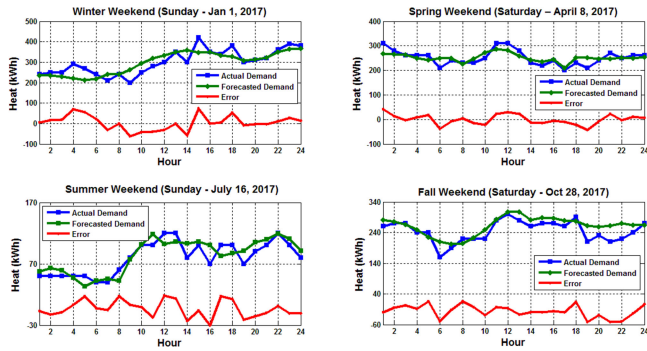 Winter Weekend (Sunday - Jan 1, 2017)
500
400
300
200
100
0
-100
Heat (kWh)
Actual Demand
Forecasted Demand
Error
2 4 6 8 10 12 14 16 18 20 22 24
Hour
Spring Weekend (Saturday – April 8, 2017)
400
300
200
100
0
-100
Heat (kWh)
Actual Demand
Forecasted Demand
Error
2 4 6 8 10 12 14 16 18 20 22 24
Hour
Summer Weekend (Sunday - July 16, 2017)
170
70
-30
Heat (kWh)
Actual Demand
Forecasted Demand
Error
2 4 6 8 10 12 14 16 18 20 22 24
Hour
Fall Weekend (Saturday - Oct 28, 2017)
340
240
140
40
-60
Heat (kWh)
Actual Demand
Forecasted Demand
Error
2 4 6 8 10 12 14 16 18 20 22 24
Hour